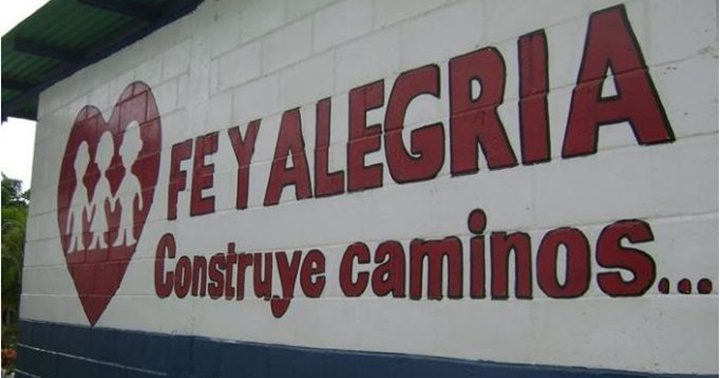 FE Y ALEGRIA
Construye caminos...